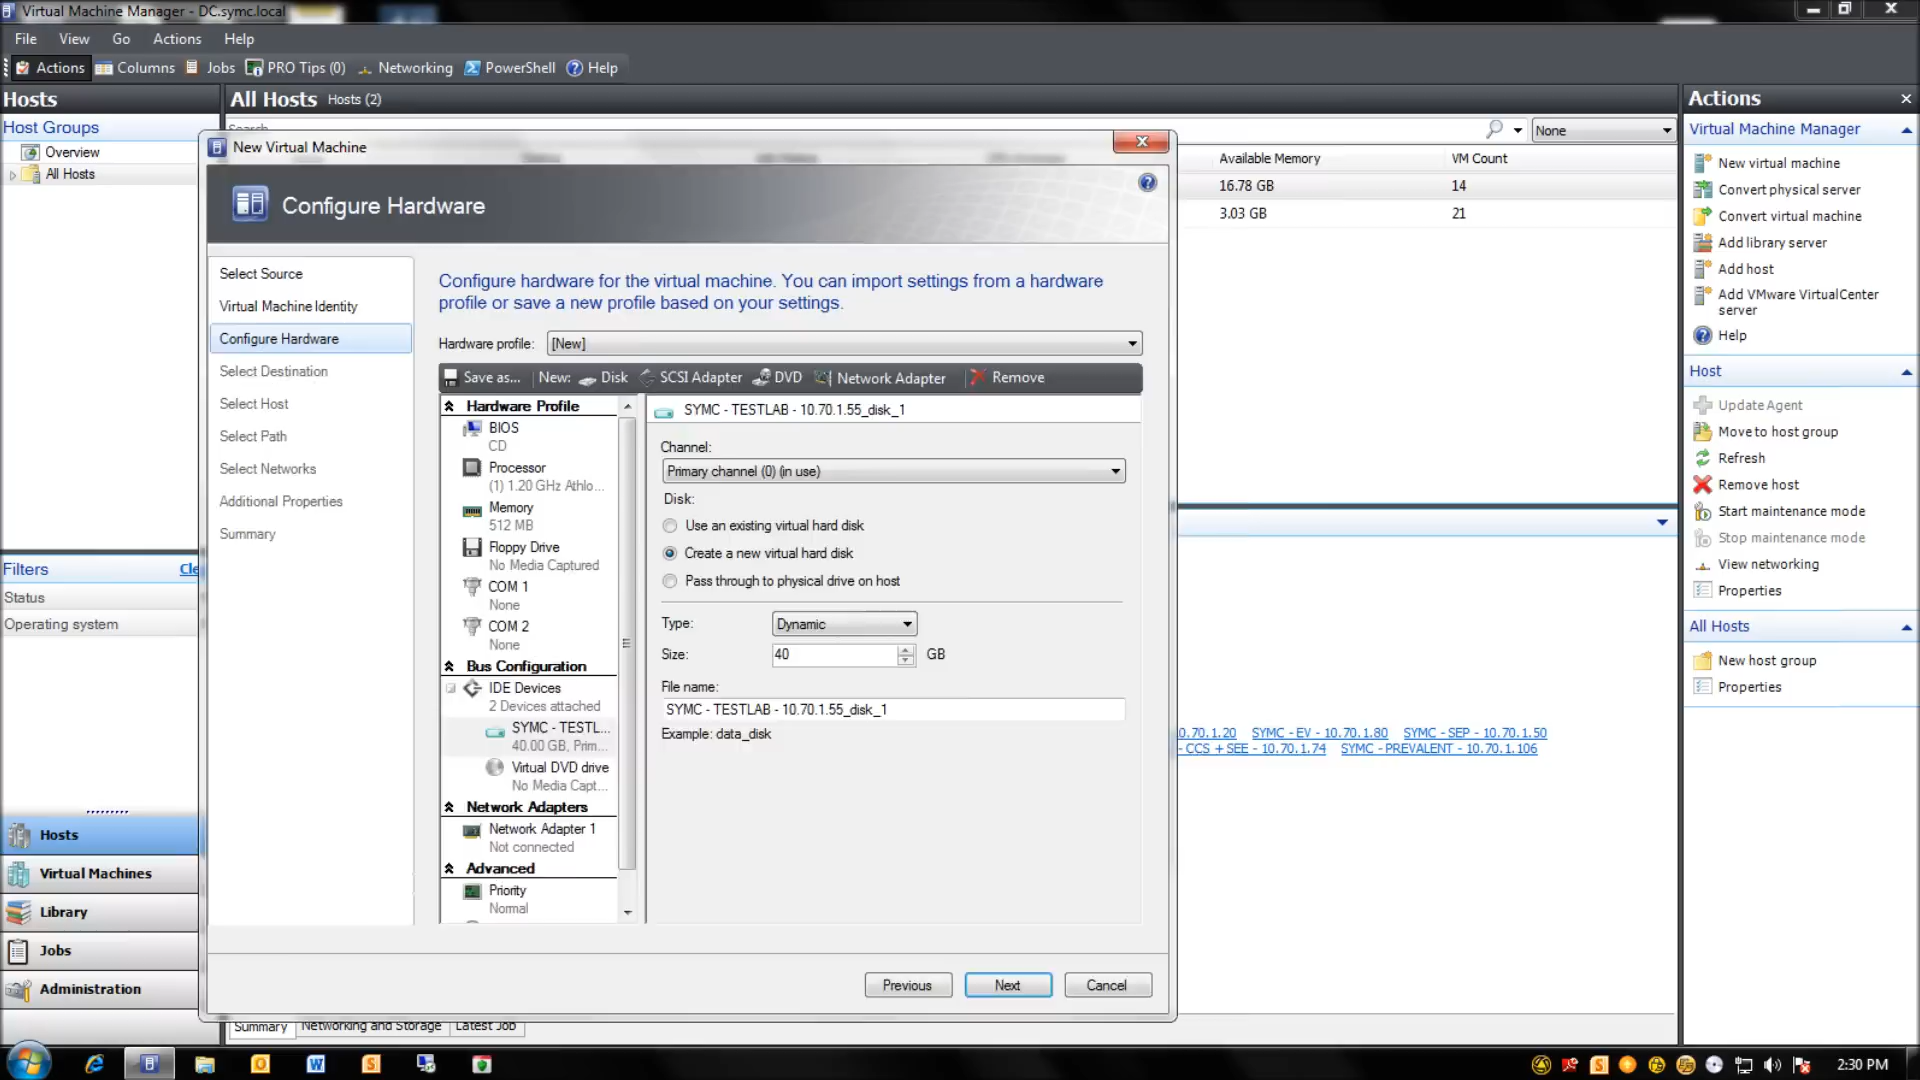 Virtual Machine Manager - DC.symc.local
File View Go Actions Help
Actions Columns Jobs PRO Tips (0) Networking PowerShell Help
Hosts
Host Groups
Overview
All Hosts
Filters
Status
Operating system
Hosts
Virtual Machines
Library
Jobs
Administration
All Hosts Hosts (2)
None
Available Memory VM Count
16.78 GB 14
3.03 GB 21
New Virtual Machine
Configure Hardware
Select Source
Virtual Machine Identity
Configure Hardware
Select Destination
Select Host
Select Path
Select Networks
Additional Properties
Summary
Configure hardware for the virtual machine. You can import settings from a hardware
profile or save a new profile based on your settings.
Hardware profile: [New]
Save as... New: Disk SCSI Adapter DVD Network Adapter Remove
Hardware Profile
BIOS
CD
Processor
(1) 1.20 GHz Athlo...
Memory
512 MB
Floppy Drive
No Media Captured
COM 1
None
COM 2
None
Bus Configuration
IDE Devices
2 Devices attached
SYMC - TESTL...
40.00 GB, Prim...
Virtual DVD drive
No Media Capt...
Network Adapters
Network Adapter 1
Not connected
Advanced
Priority
Normal
SYMC - TESTLAB - 10.70.1.55_disk_1
Channel:
Primary channel (0) (in use)
Disk:
Use an existing virtual hard disk
Create a new virtual hard disk
Pass through to physical drive on host
Type: Dynamic
Size: 40 GB
File name:
SYMC - TESTLAB - 10.70.1.55_disk_1
Example: data_disk
Previous Next Cancel
0.70.1.20 SYMC - EV - 10.70.1.80 SYMC - SEP - 10.70.1.50
- CCS + SEE - 10.70.1.74 SYMC - PREVALENT - 10.70.1.106
Summary Networking and Storage Latest Job
Actions
Virtual Machine Manager
New virtual machine
Convert physical server
Convert virtual machine
Add library server
Add host
Add VMware VirtualCenter
server
Help
Host
Update Agent
Move to host group
Refresh
Remove host
Start maintenance mode
Stop maintenance mode
View networking
Properties
All Hosts
New host group
Properties
2:30 PM